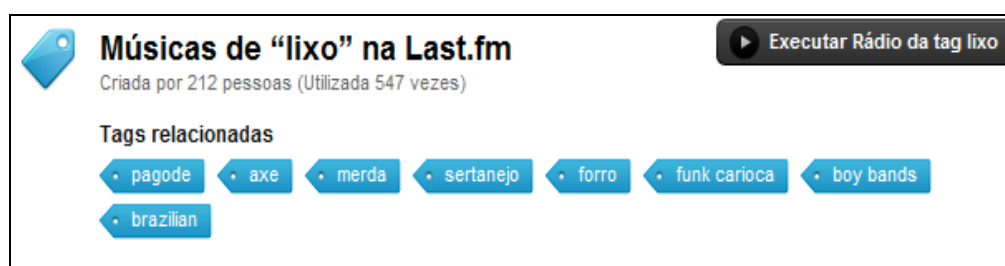 Músicas de “lixo” na Last.fm
Executar Rádio da tag lixo
Criada por 212 pessoas (Utilizada 547 vezes)
Tags relacionadas
pagode axe merda sertanejo forro funk carioca boy bands
brazilian